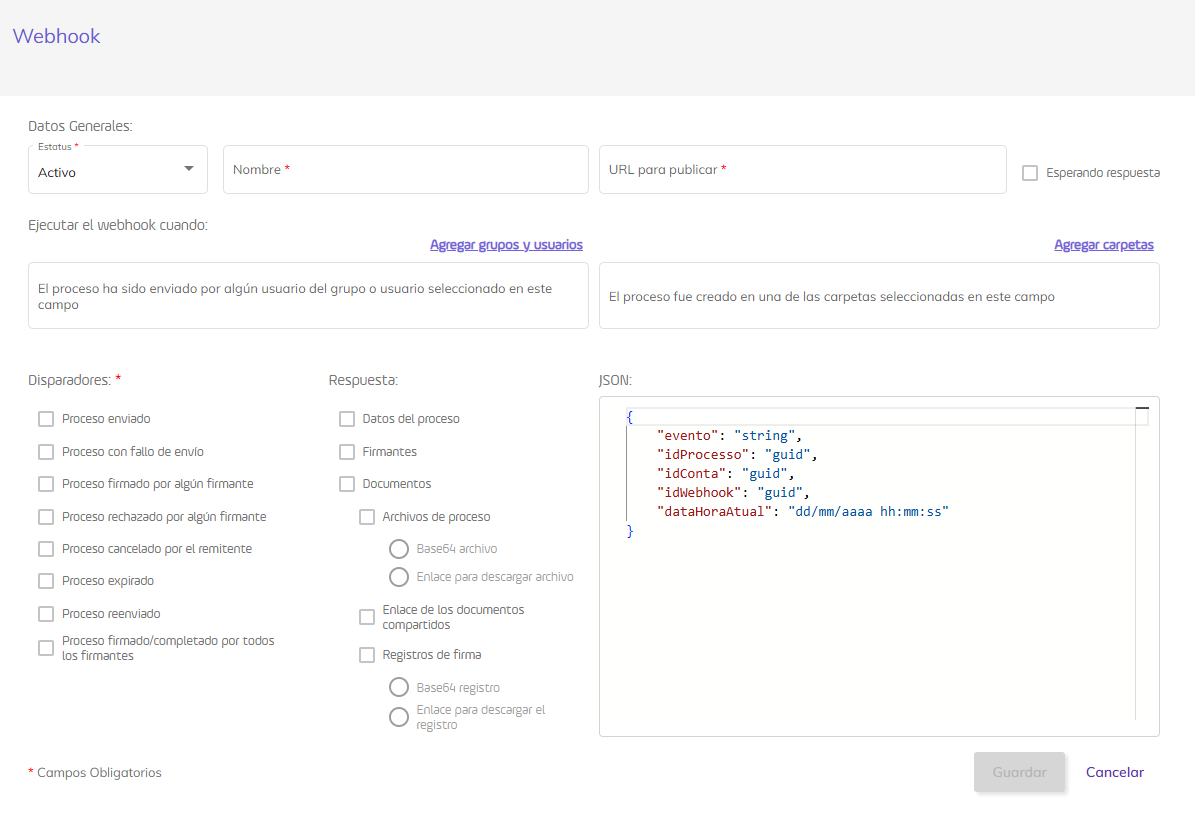 Webhook
Datos Generales:
Estatus *
Activo
Nombre *
URL para publicar *
Esperando respuesta
Ejecutar el webhook cuando:
Agregar grupos y usuarios
Agregar carpetas
El proceso ha sido enviado por algún usuario del grupo o usuario seleccionado en este
campo
El proceso fue creado en una de las carpetas seleccionadas en este campo
Disparadores: *
Proceso enviado
Proceso con fallo de envío
Proceso firmado por algún firmante
Proceso rechazado por algún firmante
Proceso cancelado por el remitente
Proceso expirado
Proceso reenviado
Proceso firmado/completado por todos
los firmantes
Respuesta:
Datos del proceso
Firmantes
Documentos
Archivos de proceso
Base64 archivo
Enlace para descargar archivo
Enlace de los documentos
compartidos
Registros de firma
Base64 registro
Enlace para descargar el
registro
JSON:
{
"evento": "string",
"idProcesso": "guid",
"idConta": "guid",
"idWebhook": "guid",
"dataHoraAtual": "dd/mm/aaaa hh:mm:ss"
}
* Campos Obligatorios
Guardar
Cancelar